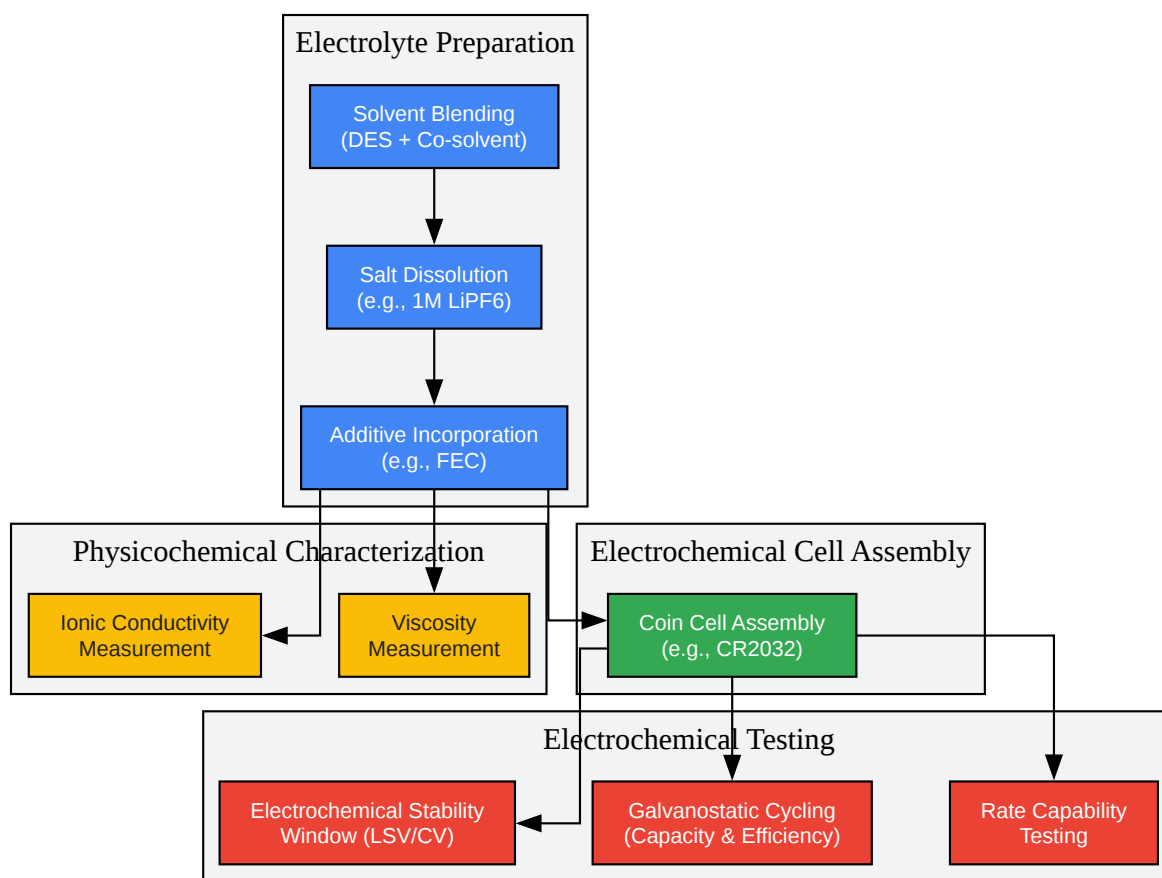 Electrolyte Preparation
Solvent Blending
(DES + Co-solvent)
Salt Dissolution
(e.g., 1M LiPF6)
Additive Incorporation
(e.g., FEC)
Physicochemical Characterization
Ionic Conductivity
Measurement
Viscosity
Measurement
Electrochemical Cell Assembly
Coin Cell Assembly
(e.g., CR2032)
Electrochemical Testing
Electrochemical Stability
Window (LSV/CV)
Galvanostatic Cycling
(Capacity & Efficiency)
Rate Capability
Testing